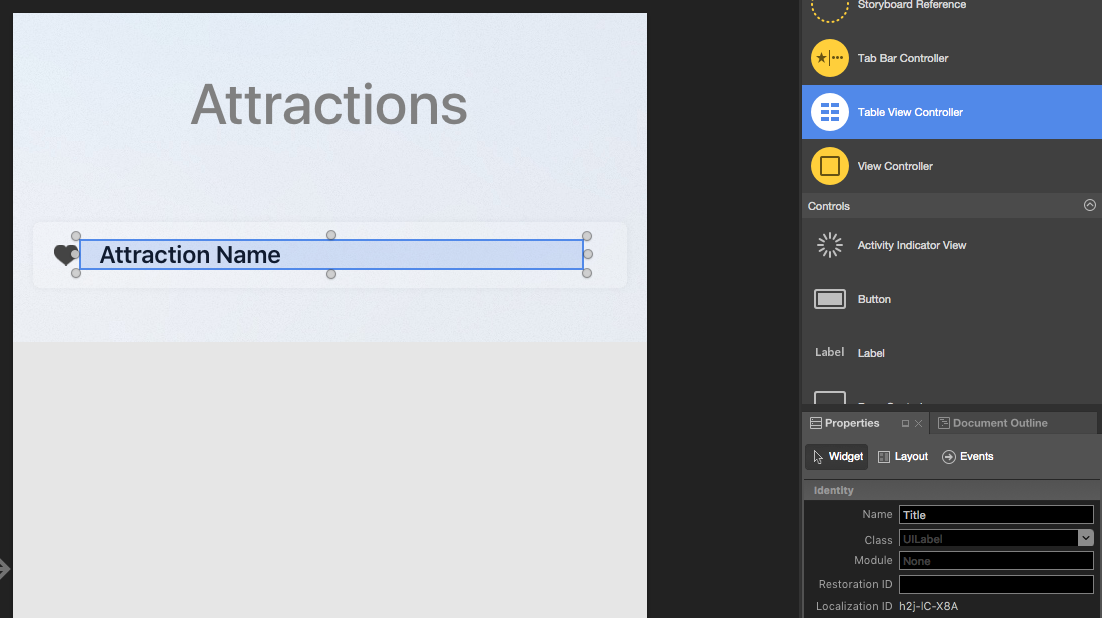 Attractions
Attraction Name
Storyboard Reference
Tab Bar Controller
Table View Controller
View Controller
Controls
Activity Indicator View
Button
Label Label
Properties Document Outline
Widget Layout Events
Identity
Name Title
Class UILabel
Module None
Restoration ID
Localization ID h2j-IC-X8A